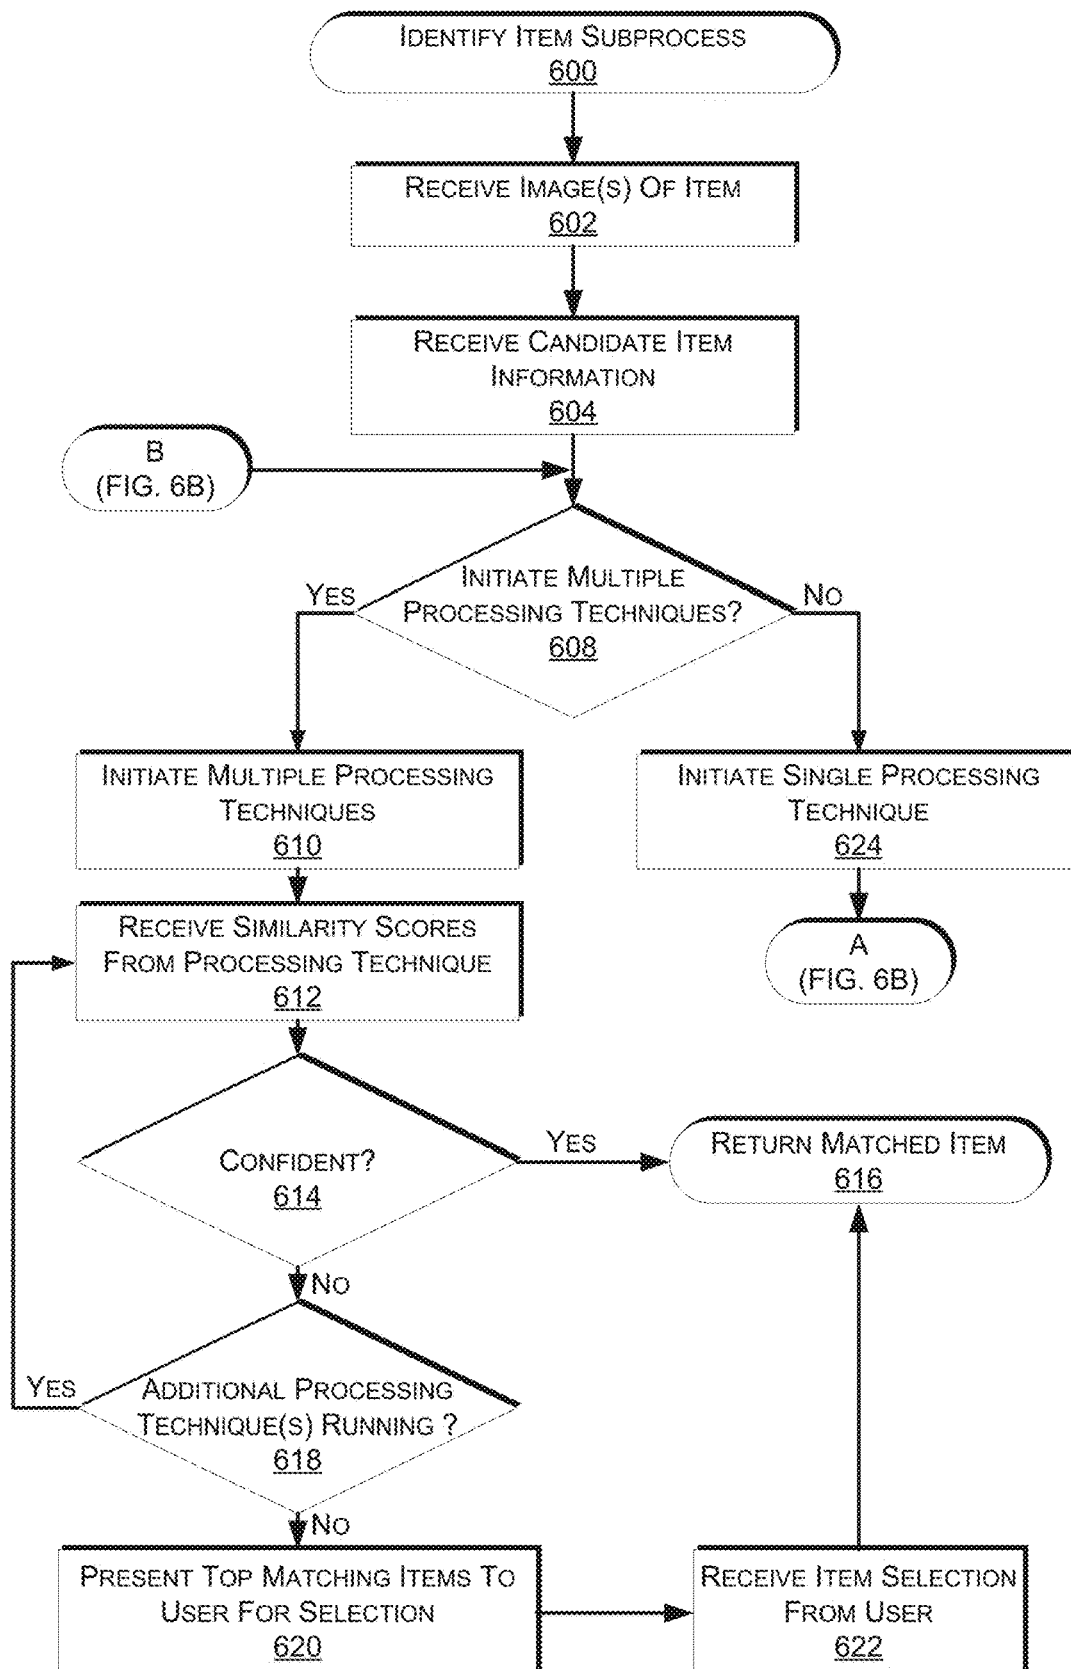 IDENTIFY ITEM SUBPROCESS
600
RECEIVE IMAGE(S) OF ITEM
602
RECEIVE CANDIDATE ITEM
INFORMATION
604
B
(FIG. 6B)
INITIATE MULTIPLE
PROCESSING TECHNIQUES?
608
YES
NO
INITIATE MULTIPLE PROCESSING
TECHNIQUES
610
INITIATE SINGLE PROCESSING
TECHNIQUE
624
RECEIVE SIMILARITY SCORES
FROM PROCESSING TECHNIQUE
612
A
(FIG. 6B)
CONFIDENT?
614
YES
RETURN MATCHED ITEM
616
NO
YES
ADDITIONAL PROCESSING
TECHNIQUE(S) RUNNING ?
618
NO
PRESENT TOP MATCHING ITEMS TO
USER FOR SELECTION
620
RECEIVE ITEM SELECTION
FROM USER
622